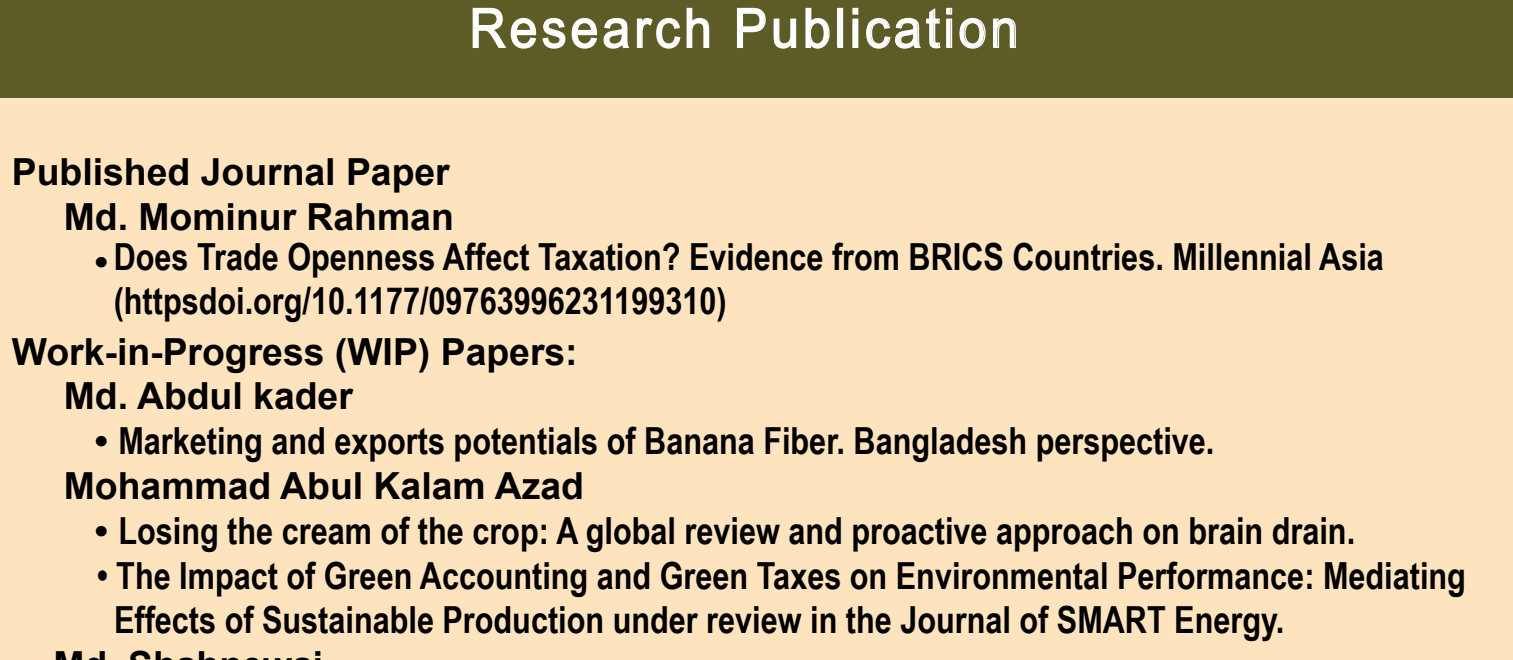 Research Publication
Published Journal Paper
Md. Mominur Rahman
• Does Trade Openness Affect Taxation? Evidence from BRICS Countries. Millennial Asia
(httpsdoi.org/10.1177/09763996231199310)
Work-in-Progress (WIP) Papers:
Md. Abdul kader
• Marketing and exports potentials of Banana Fiber. Bangladesh perspective.
Mohammad Abul Kalam Azad
• Losing the cream of the crop: A global review and proactive approach on brain drain.
• The Impact of Green Accounting and Green Taxes on Environmental Performance: Mediating
Effects of Sustainable Production under review in the Journal of SMART Energy.
Md.